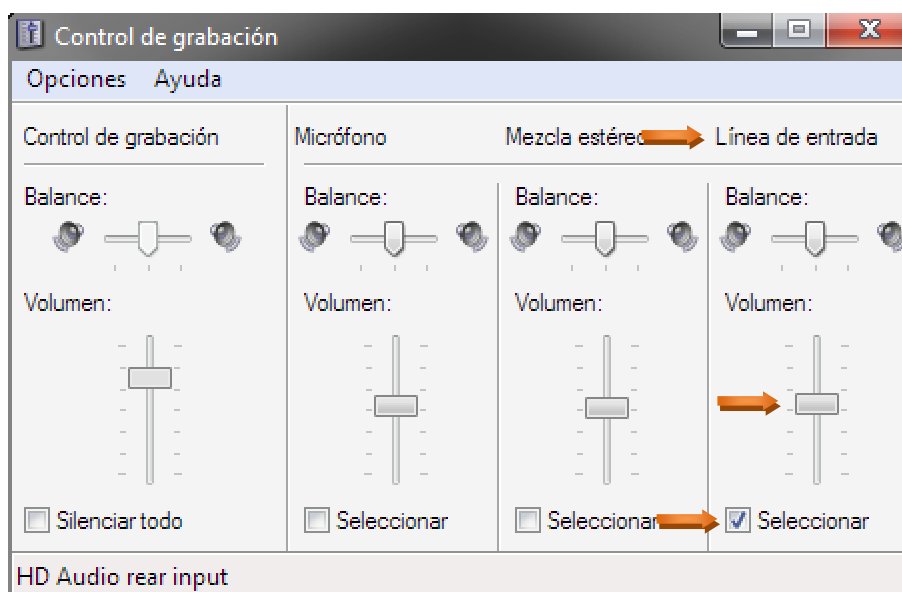 Control de grabación
Opciones Ayuda
Control de grabación Micrófono Mezcla estéreo Línea de entrada
Balance: Balance: Balance: Balance:
Volumen: Volumen: Volumen: Volumen:
Silenciar todo Seleccionar Seleccionar Seleccionar
HD Audio rear input